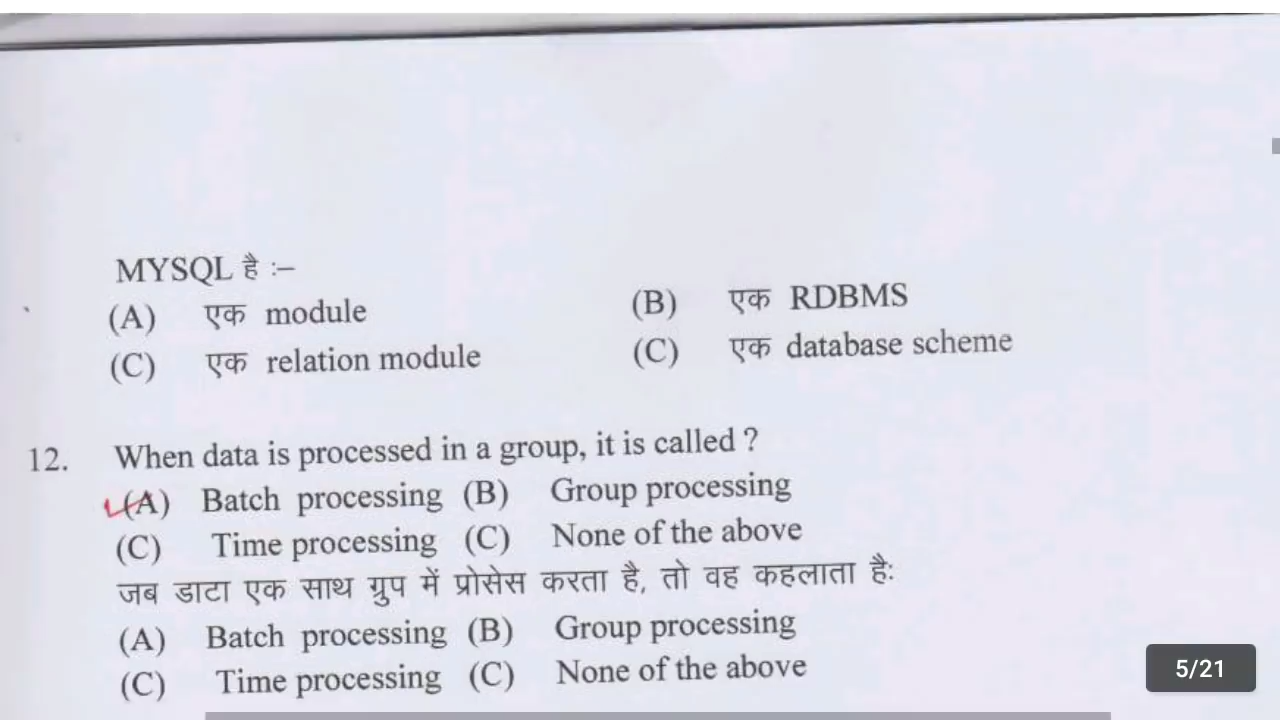 MYSQL है :–
(A) एक module (B) एक RDBMS
(C) एक relation module (C) एक database scheme
12. When data is processed in a group, it is called ?
(A) Batch processing (B) Group processing
(C) Time processing (C) None of the above
जब डाटा एक साथ ग्रुप में प्रोसेस करता है, तो वह कहलाता है:
(A) Batch processing (B) Group processing
(C) Time processing (C) None of the above
5/21